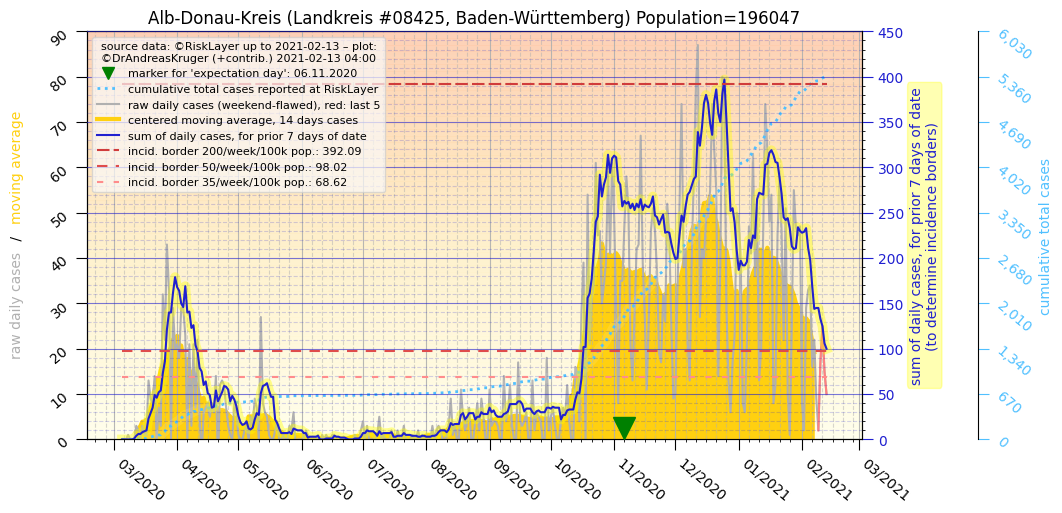 Alb-Donau-Kreis (Landkreis #08425, Baden-Württemberg) Population=196047
source data: ©RiskLayer up to 2021-02-13 – plot:
©DrAndreasKruger (+contrib.) 2021-02-13 04:00
marker for 'expectation day': 06.11.2020
cumulative total cases reported at RiskLayer
raw daily cases (weekend-flawed), red: last 5
centered moving average, 14 days cases
sum of daily cases, for prior 7 days of date
incid. border 200/week/100k pop.: 392.09
incid. border 50/week/100k pop.: 98.02
incid. border 35/week/100k pop.: 68.62
raw daily cases / moving average
90
80
70
60
50
40
30
20
10
0
03/2020
04/2020
05/2020
06/2020
07/2020
08/2020
09/2020
10/2020
11/2020
12/2020
01/2021
02/2021
03/2021
450
400
350
300
250
200
150
100
50
0
sum of daily cases, for prior 7 days of date
(to determine incidence borders)
6,030
5,360
4,690
4,020
3,350
2,680
2,010
1,340
670
0
cumulative total cases